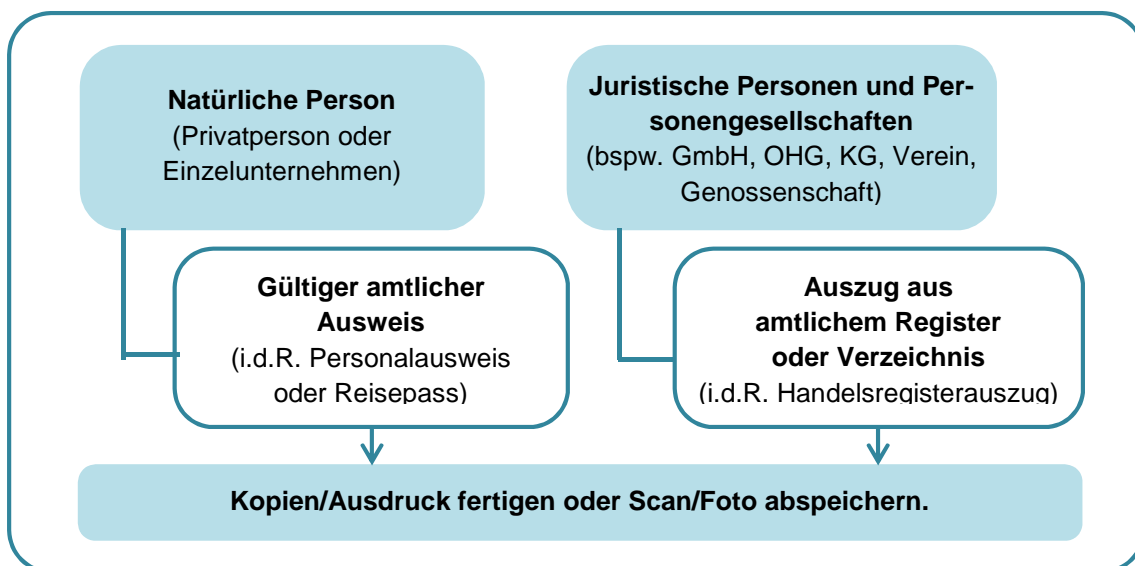 Natürliche Person
(Privatperson oder
Einzelunternehmen)
Juristische Personen und Per-
sonengesellschaften
(bspw. GmbH, OHG, KG, Verein,
Genossenschaft)
Gültiger amtlicher
Ausweis
(i.d.R. Personalausweis
oder Reisepass)
Auszug aus
amtlichem Register
oder Verzeichnis
(i.d.R. Handelsregisterauszug)
Kopien/Ausdruck fertigen oder Scan/Foto abspeichern.